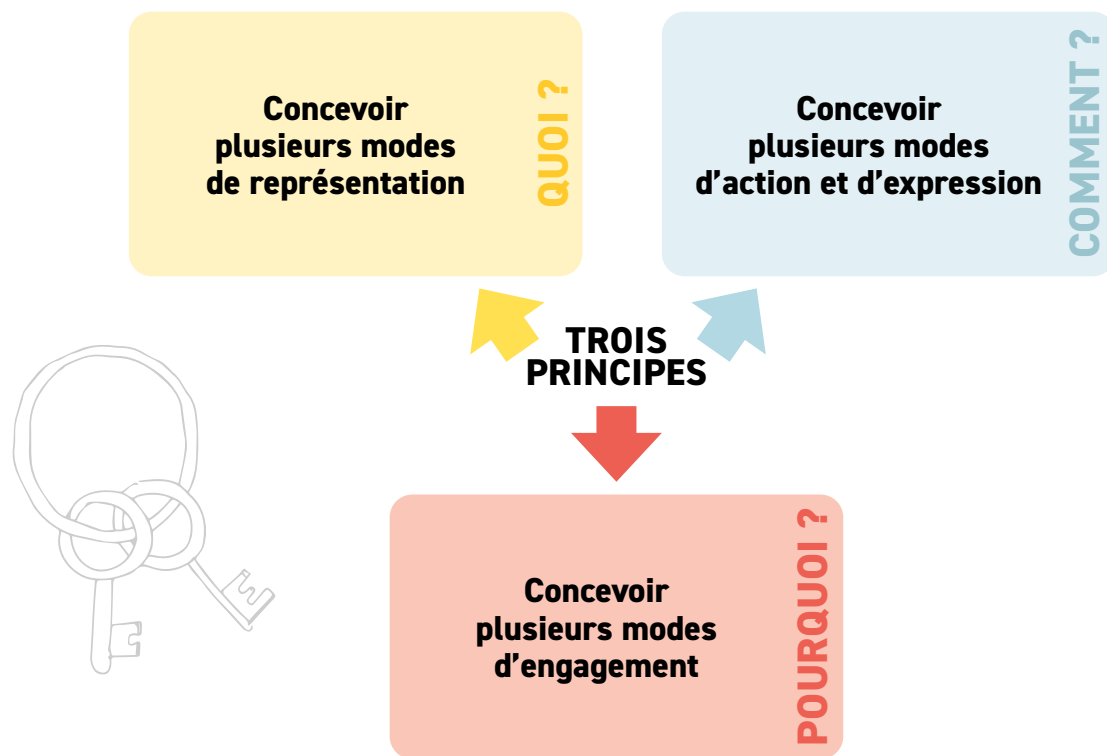 Concevoir
plusieurs modes
de représentation
QUOI ?
Concevoir
plusieurs modes
d’action et d’expression
COMMENT ?
TROIS
PRINCIPES
Concevoir
plusieurs modes
d’engagement
POURQUOI ?